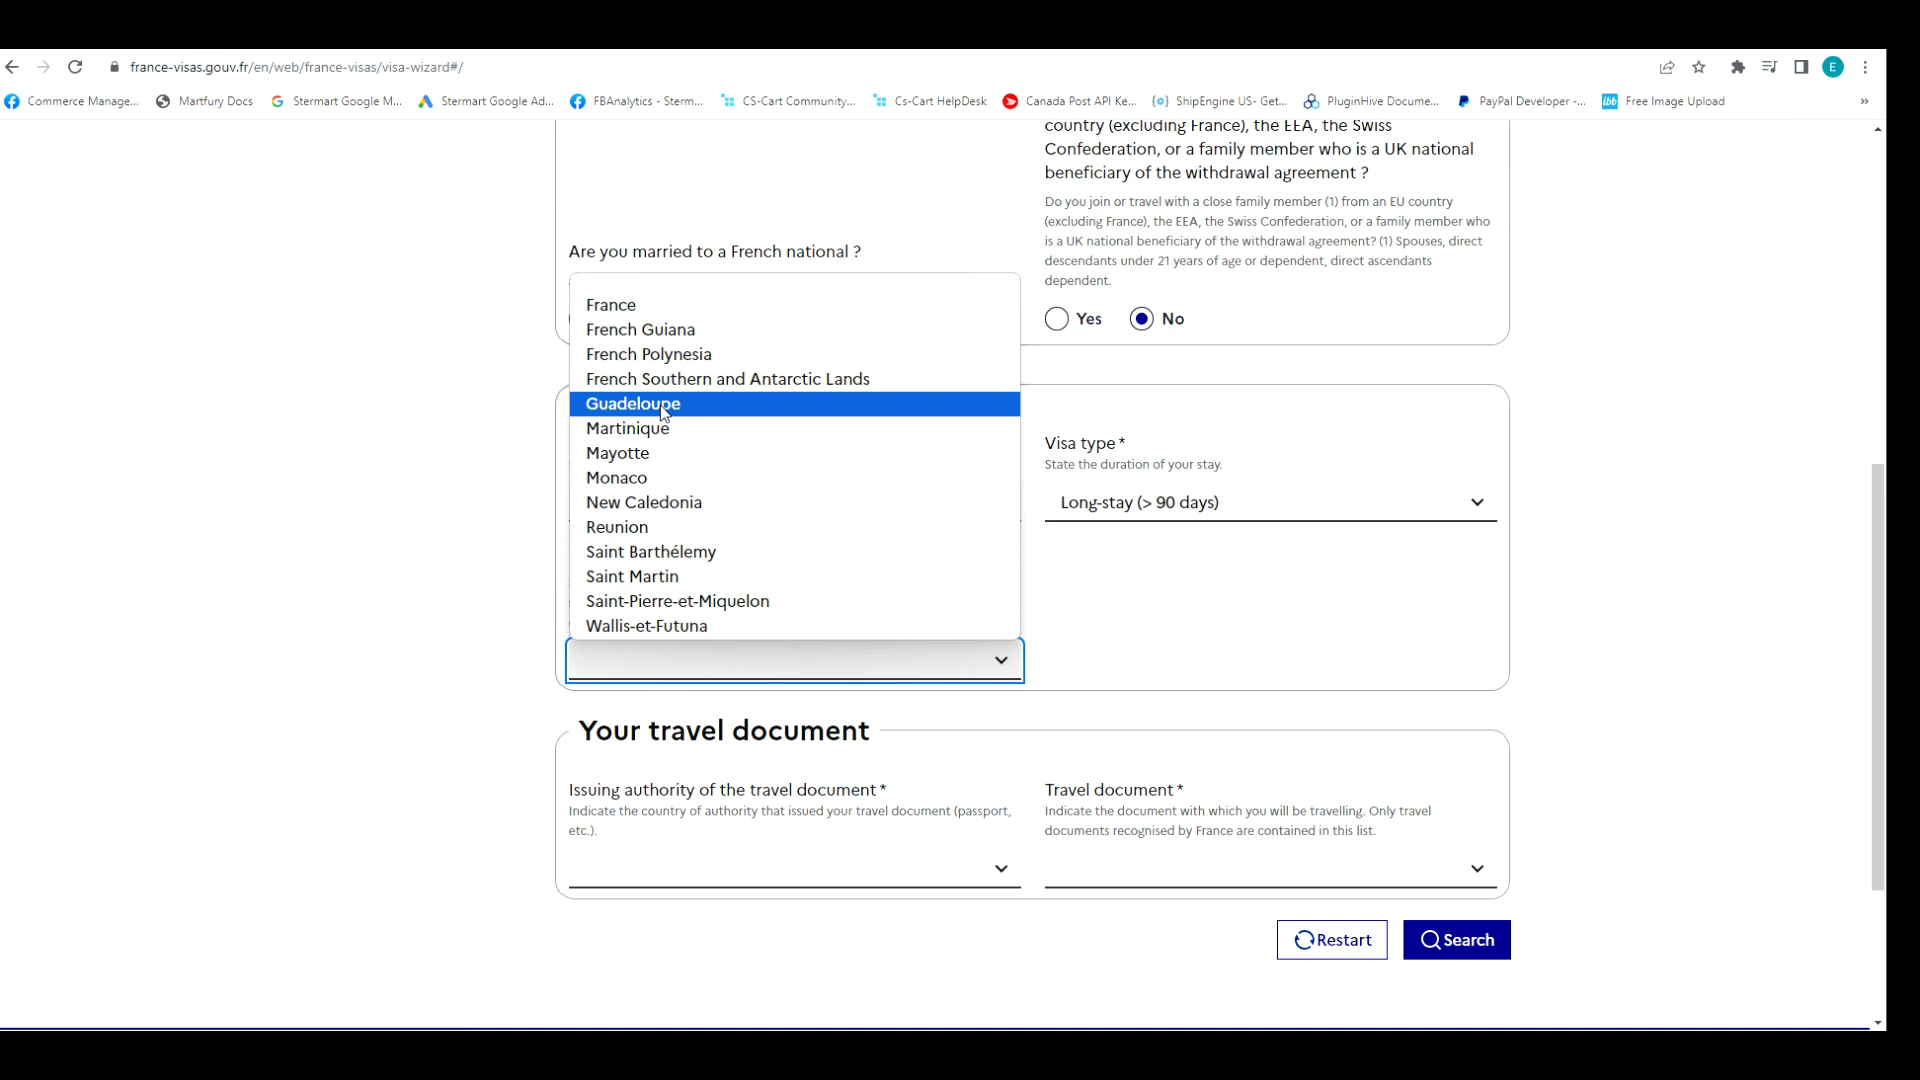 france-visas.gouv.fr/en/web/france-visas/visa-wizard#/
E
Commerce Manage...
Martfury Docs
Stermart Google M...
Stermart Google Ad...
FBAnalytics - Sterm...
CS-Cart Community...
Cs-Cart HelpDesk
Canada Post API Ke...
ShipEngine US- Get...
PluginHive Docume...
PayPal Developer -...
Free Image Upload
»
country (excluding France), the EEA, the Swiss
Confederation, or a family member who is a UK national
beneficiary of the withdrawal agreement ?
Do you join or travel with a close family member (1) from an EU country
(excluding France), the EEA, the Swiss Confederation, or a family member who
is a UK national beneficiary of the withdrawal agreement? (1) Spouses, direct
descendants under 21 years of age or dependent, direct ascendants
dependent.
Are you married to a French national ?
Yes
No
France
French Guiana
French Polynesia
French Southern and Antarctic Lands
Guadeloupe
Martinique
Mayotte
Monaco
New Caledonia
Reunion
Saint Barthélemy
Saint Martin
Saint-Pierre-et-Miquelon
Wallis-et-Futuna
Visa type *
State the duration of your stay.
Long-stay (> 90 days)
Your travel document
Issuing authority of the travel document *
Indicate the country of authority that issued your travel document (passport,
etc.).
Travel document *
Indicate the document with which you will be travelling. Only travel
documents recognised by France are contained in this list.
Restart
Search